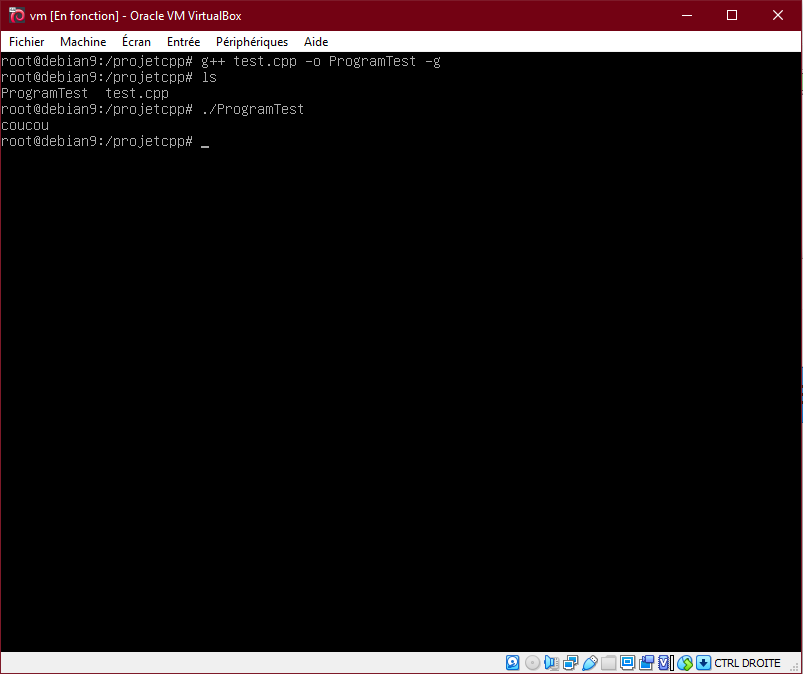 vm [En fonction] - Oracle VM VirtualBox
Fichier Machine Écran Entrée Périphériques Aide
root@debian9:/projetcpp# g++ test.cpp -o ProgramTest -g
root@debian9:/projetcpp# ls
ProgramTest  test.cpp
root@debian9:/projetcpp# ./ProgramTest
coucou
root@debian9:/projetcpp# _
CTRL DROITE